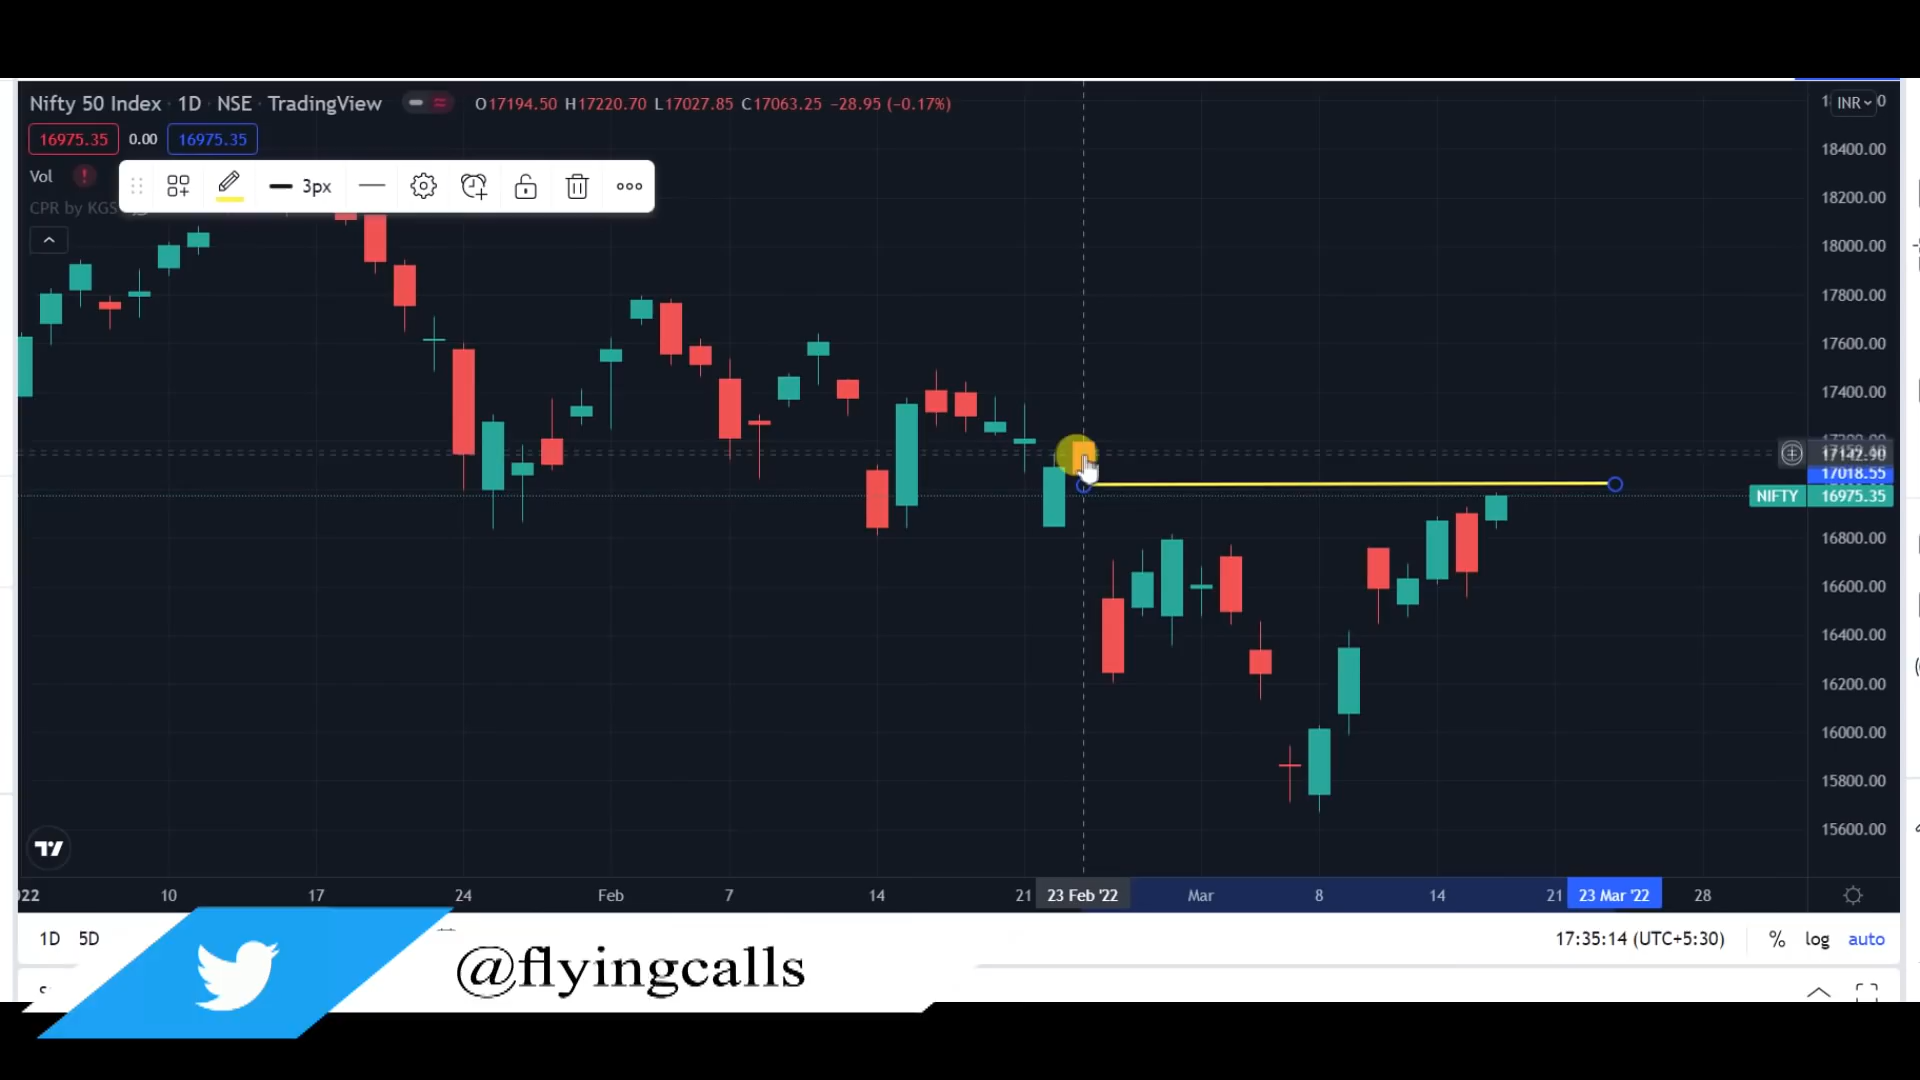 Nifty 50 Index · 1D · NSE · TradingView
O17194.50 H17220.70 L17027.85 C17063.25 −28.95 (−0.17%)
INR
16975.35 0.00 16975.35
Vol
3px
CPR by KGS
18400.00
18200.00
18000.00
17800.00
17600.00
17400.00
17142.90
17018.55
NIFTY 16975.35
16800.00
16600.00
16400.00
16200.00
16000.00
15800.00
15600.00
10 17 24 Feb 7 14 21 23 Feb '22 Mar 8 14 21 23 Mar '22 28
1D 5D
17:35:14 (UTC+5:30) % log auto
@flyingcalls